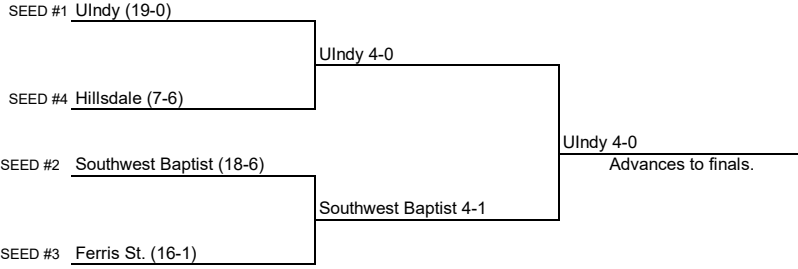 SEED #1 UIndy (19-0)
UIndy 4-0
SEED #4 Hillsdale (7-6)
UIndy 4-0
Advances to finals.
SEED #2 Southwest Baptist (18-6)
Southwest Baptist 4-1
SEED #3 Ferris St. (16-1)